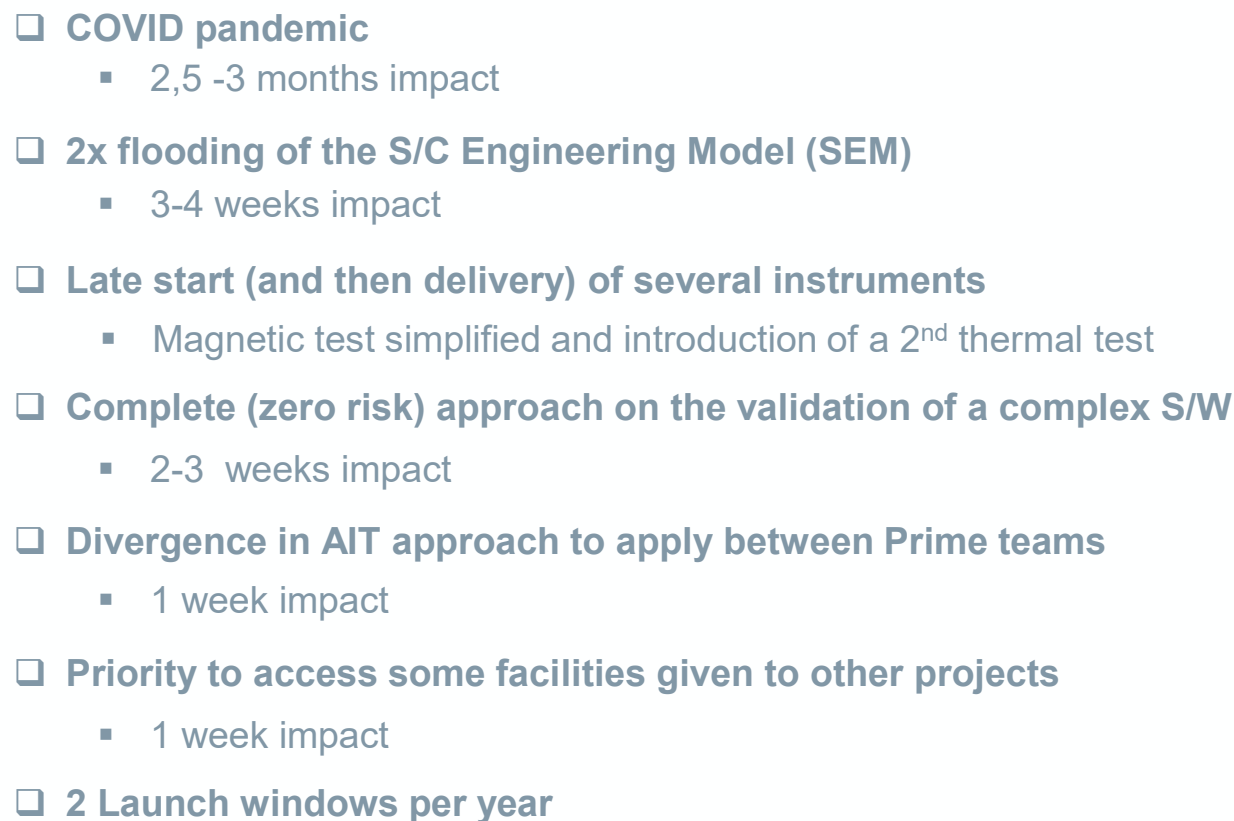 ❑ COVID pandemic
▪ 2,5 -3 months impact
❑ 2x flooding of the S/C Engineering Model (SEM)
▪ 3-4 weeks impact
❑ Late start (and then delivery) of several instruments
▪ Magnetic test simplified and introduction of a 2nd thermal test
❑ Complete (zero risk) approach on the validation of a complex S/W
▪ 2-3  weeks impact
❑ Divergence in AIT approach to apply between Prime teams
▪ 1 week impact
❑ Priority to access some facilities given to other projects
▪ 1 week impact
❑ 2 Launch windows per year